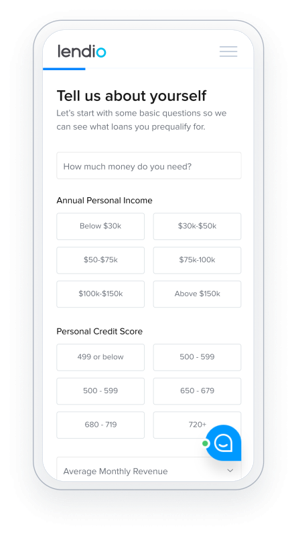 lendio
Tell us about yourself
Let's start with some basic questions so we
can see what loans you prequalify for.
How much money do you need?
Annual Personal Income
Below $30k
$30k-$50k
$50-$75k
$75k-100k
$100k-$150k
Above $150k
Personal Credit Score
499 or below
500 - 599
500 - 599
650 - 679
680 - 719
720+
Average Monthly Revenue